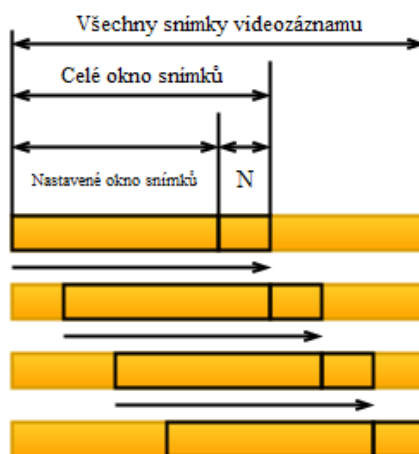 Všechny snímky videozáznamu
Celé okno snímků
Nastavené okno snímků
N